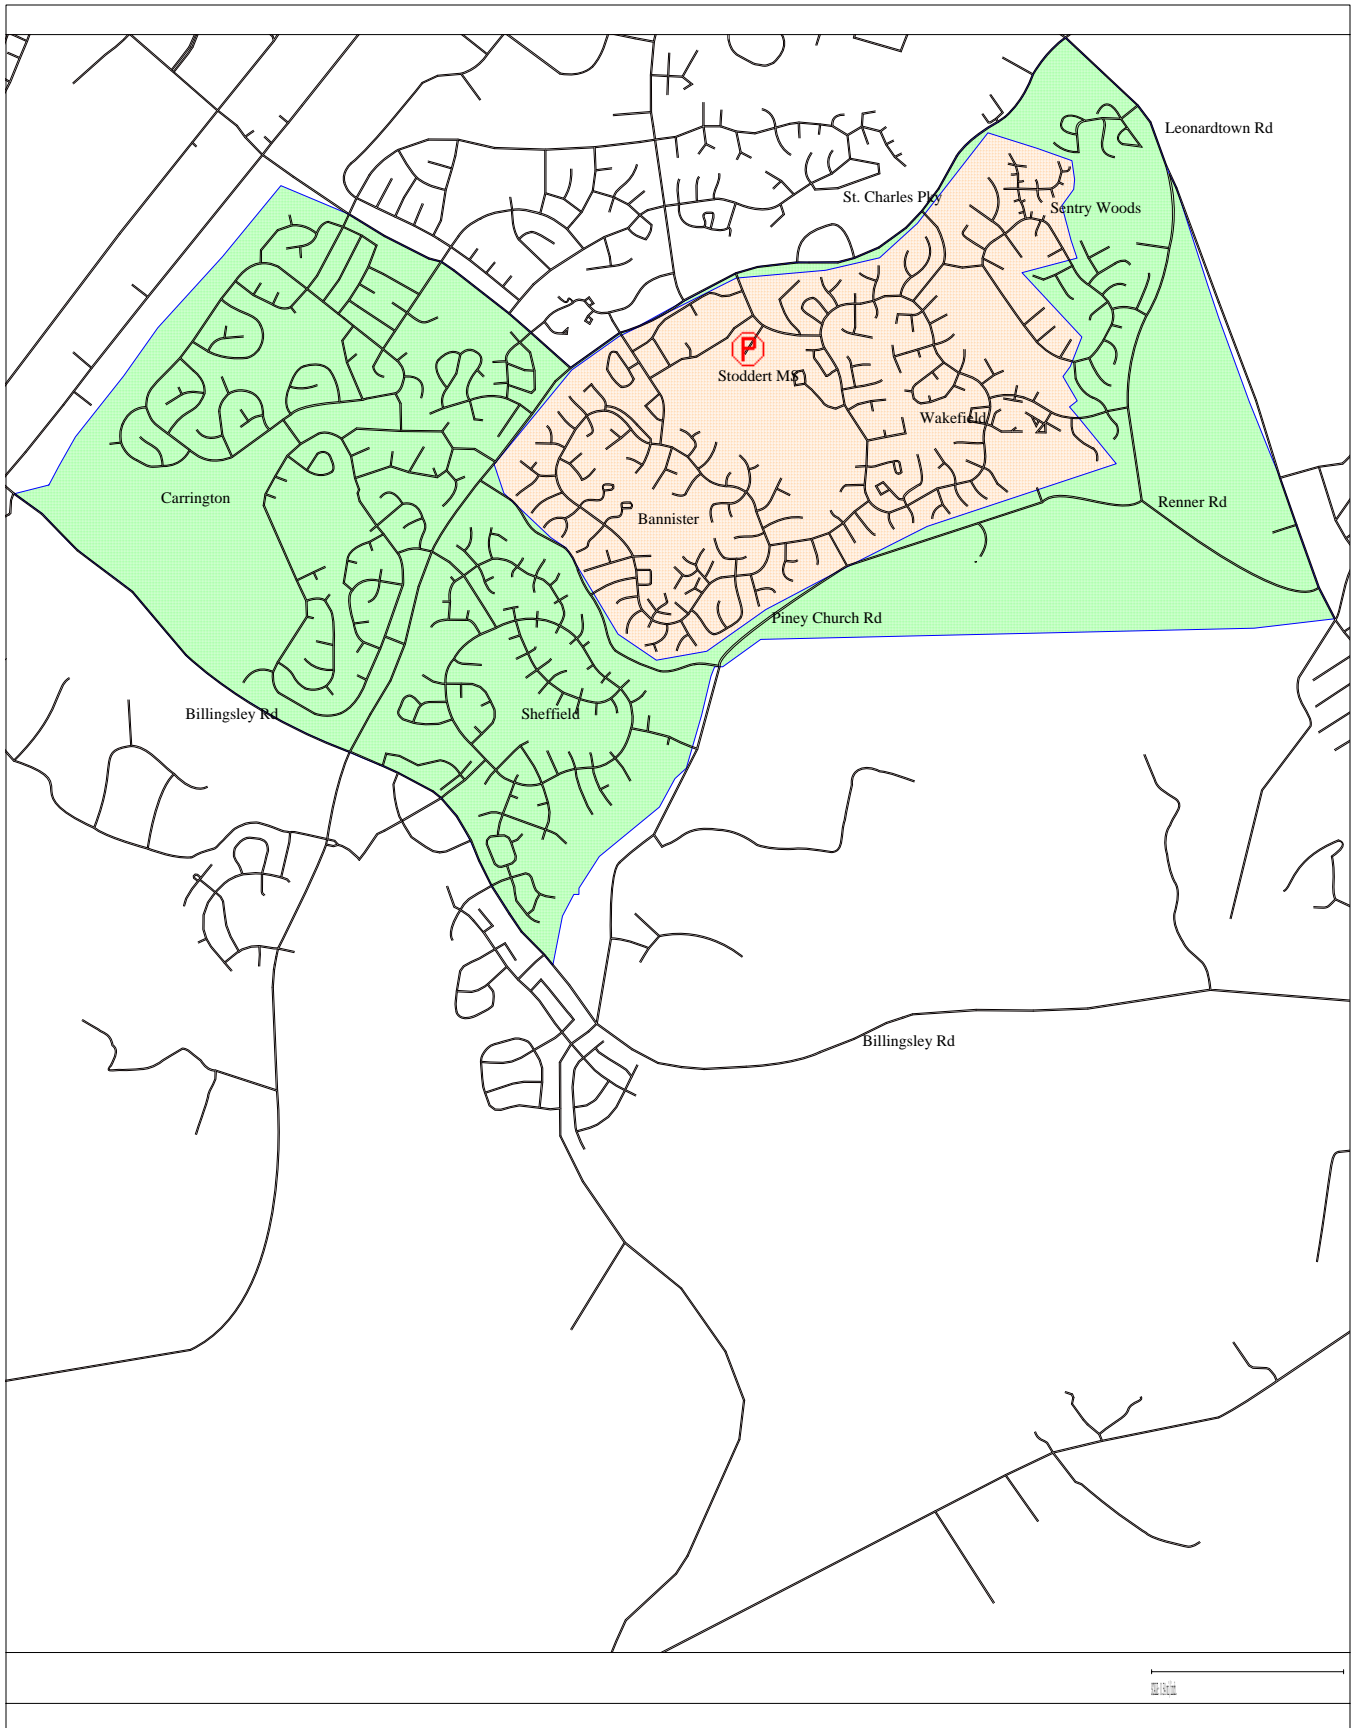 Leonardtown Rd
St. Charles Pky
Sentry Woods
P
Stoddert MS
Wakefield
Carrington
Renner Rd
Bannister
Piney Church Rd
Billingsley Rd
Sheffield
Billingsley Rd